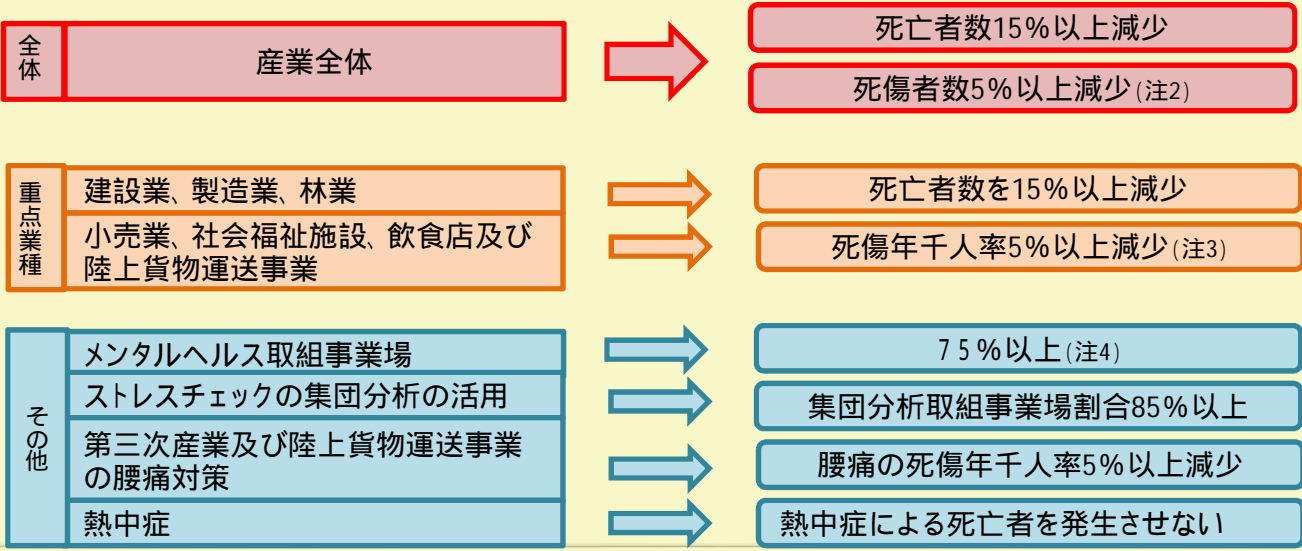 全体
産業全体
死亡者数15%以上減少
死傷者数5%以上減少(注2)
重点業種
建設業、製造業、林業
死亡者数を15%以上減少
小売業、社会福祉施設、飲食店及び
陸上貨物運送事業
死傷年千人率5%以上減少(注3)
その他
メンタルヘルス取組事業場
75%以上(注4)
ストレスチェックの集団分析の活用
集団分析取組事業場割合85%以上
第三次産業及び陸上貨物運送事業
の腰痛対策
腰痛の死傷年千人率5%以上減少
熱中症
熱中症による死亡者を発生させない